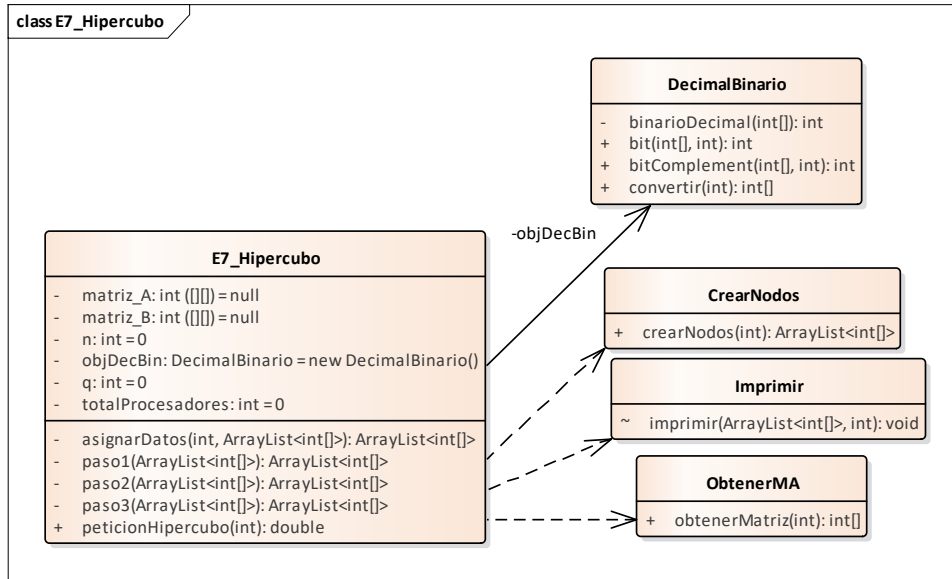 class E7_Hipercubo
DecimalBinario
- binarioDecimal(int[]): int
+ bit(int[], int): int
+ bitComplement(int[], int): int
+ convertir(int): int[]
-objDecBin
E7_Hipercubo
- matriz_A: int ([][]) = null
- matriz_B: int ([][]) = null
- n: int = 0
- objDecBin: DecimalBinario = new DecimalBinario()
- q: int = 0
- totalProcesadores: int = 0
- asignarDatos(int, ArrayList<int[]>): ArrayList<int[]>
- paso1(ArrayList<int[]>): ArrayList<int[]>
- paso2(ArrayList<int[]>): ArrayList<int[]>
- paso3(ArrayList<int[]>): ArrayList<int[]>
+ peticionHipercubo(int): double
CrearNodos
+ crearNodos(int): ArrayList<int[]>
Imprimir
~ imprimir(ArrayList<int[]>, int): void
ObtenerMA
+ obtenerMatriz(int): int[]